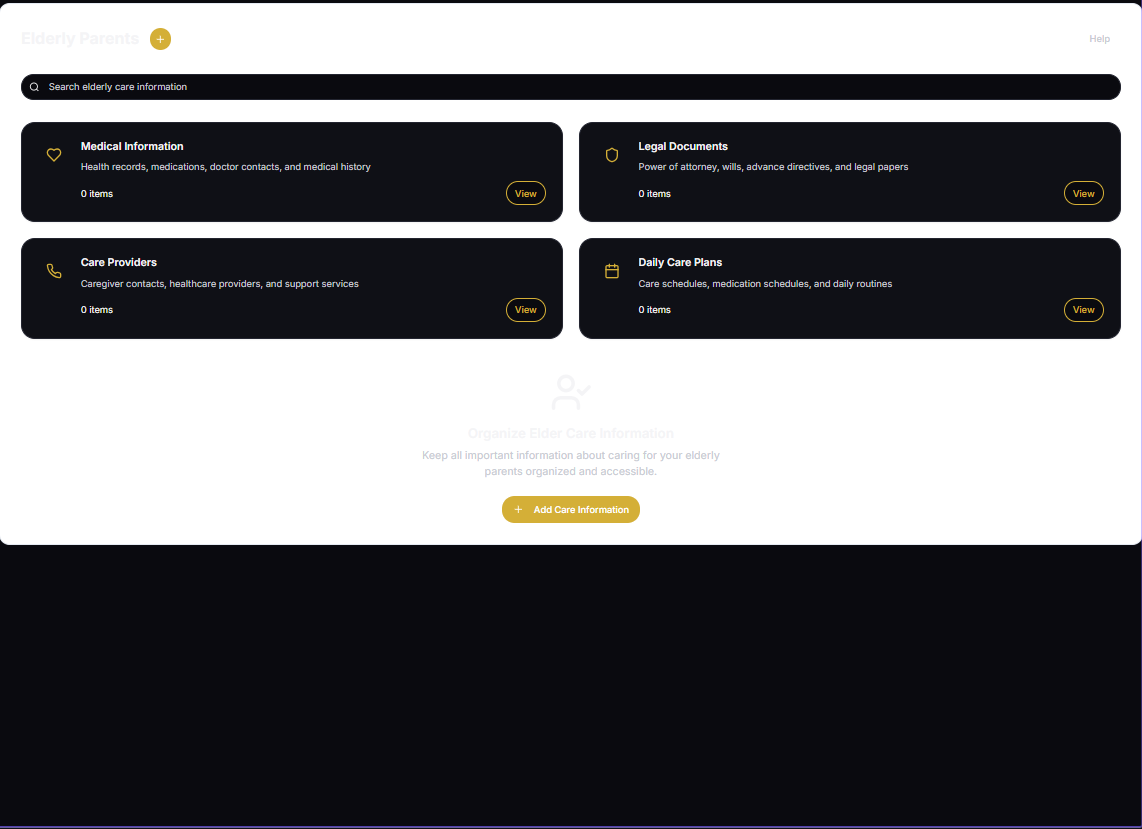 Elderly Parents
Help
Search elderly care information
Medical Information
Health records, medications, doctor contacts, and medical history
0 items
View
Legal Documents
Power of attorney, wills, advance directives, and legal papers
0 items
View
Care Providers
Caregiver contacts, healthcare providers, and support services
0 items
View
Daily Care Plans
Care schedules, medication schedules, and daily routines
0 items
View
Organize Elder Care Information
Keep all important information about caring for your elderly
parents organized and accessible.
Add Care Information